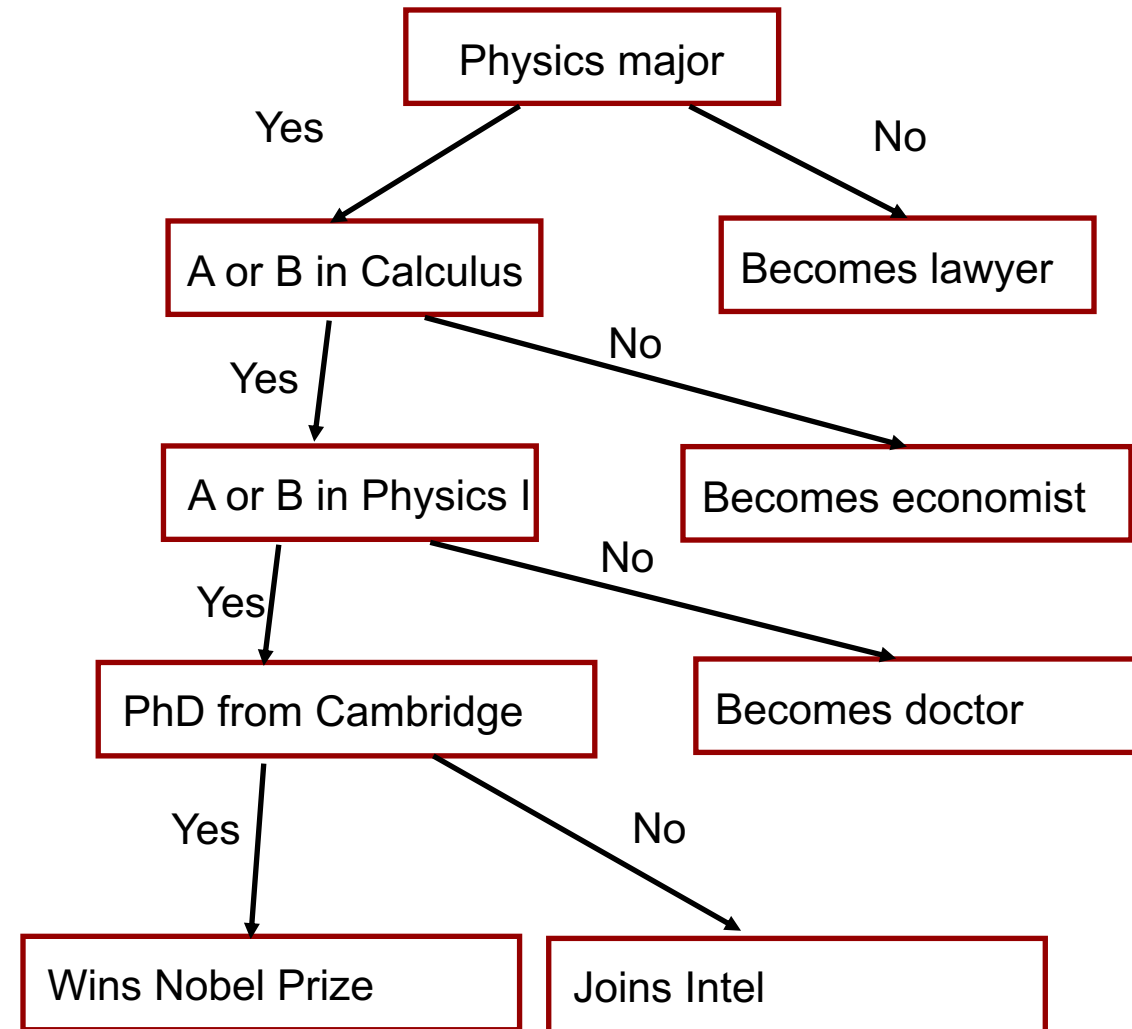 Physics major
Yes
No
A or B in Calculus
Becomes lawyer
No
Yes
A or B in Physics I
Becomes economist
No
Yes
PhD from Cambridge
Becomes doctor
Yes
No
Wins Nobel Prize
Joins Intel